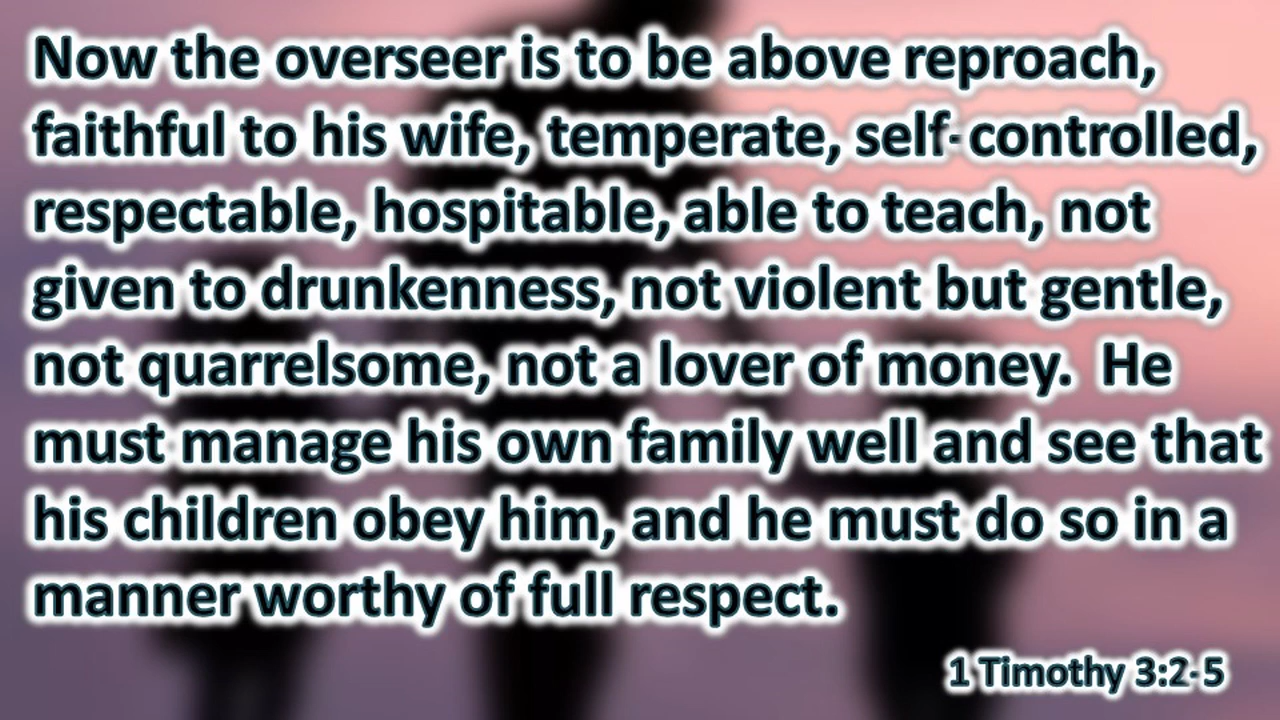 Now the overseer is to be above reproach,
faithful to his wife, temperate, self-controlled,
respectable, hospitable, able to teach, not
given to drunkenness, not violent but gentle,
not quarrelsome, not a lover of money.  He
must manage his own family well and see that
his children obey him, and he must do so in a
manner worthy of full respect.
1 Timothy 3:2-5